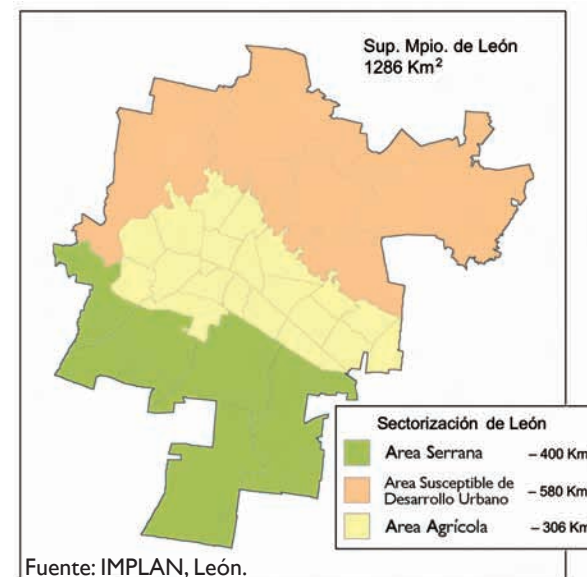 Sup. Mpio. de León
1286 Km²
Sectorización de León
Area Serrana – 400 Km
Area Susceptible de
Desarrollo Urbano – 580 Km
Area Agrícola – 306 Km
Fuente: IMPLAN, León.